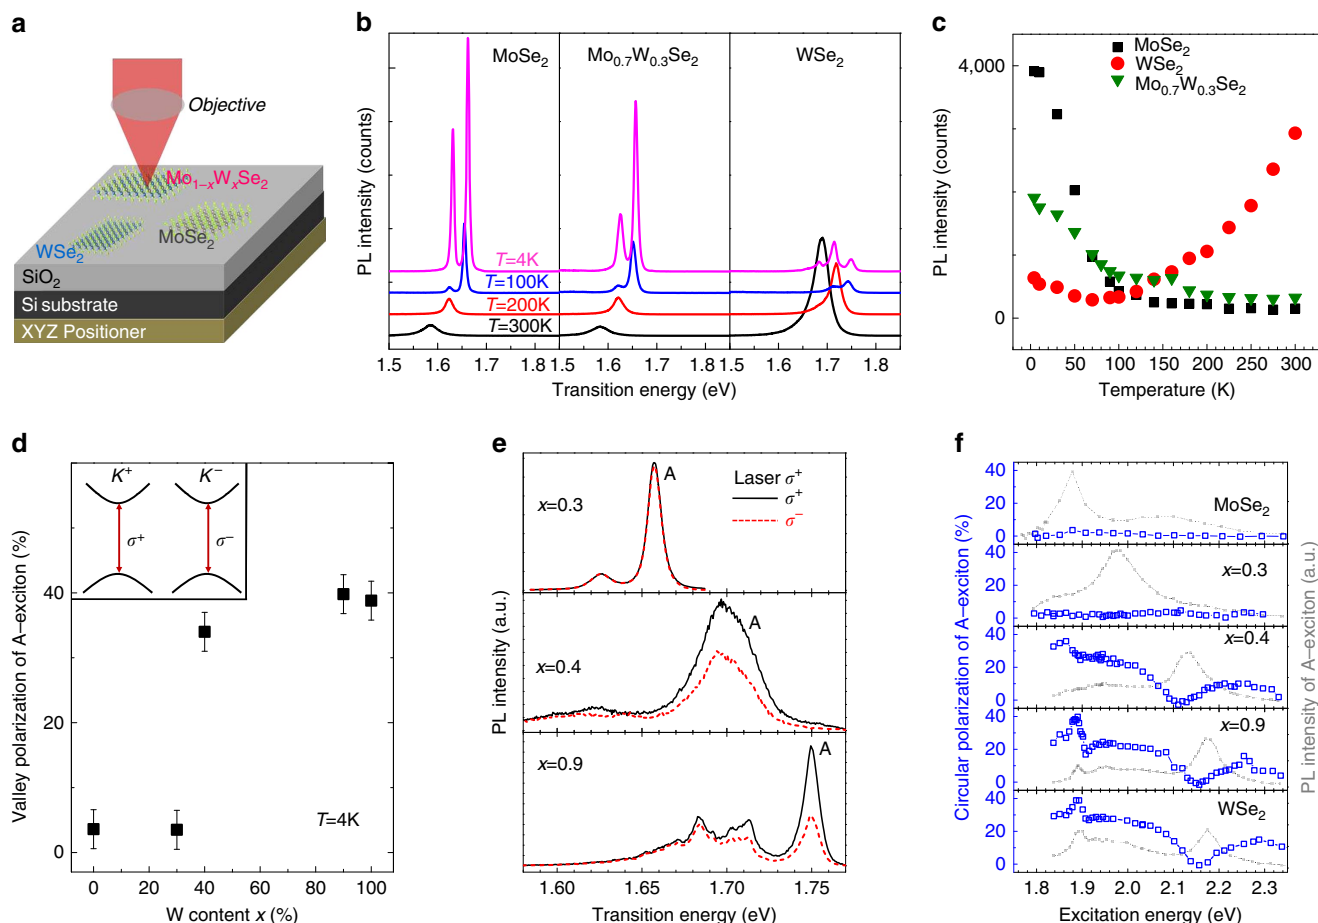 a
Objective
Mo1−xWxSe2
MoSe2
WSe2
SiO2
Si substrate
XYZ Positioner
b
PL intensity (counts)
MoSe2
Mo0.7W0.3Se2
WSe2
T=4K
T=100K
T=200K
T=300K
1.5 1.6 1.7 1.8 1.5 1.6 1.7 1.8 1.5 1.6 1.7 1.8
Transition energy (eV)
c
PL intensity (counts)
4,000
2,000
0
MoSe2
WSe2
Mo0.7W0.3Se2
0 50 100 150 200 250 300
Temperature (K)
d
Valley polarization of A–exciton (%)
40
20
0
K+
K−
σ+
σ−
T=4K
0 20 40 60 80 100
W content x (%)
e
PL intensity (a.u.)
x=0.3
A
Laser σ+
σ+
σ−
x=0.4
A
x=0.9
A
1.60 1.65 1.70 1.75
Transition energy (eV)
f
Circular polarization of A–exciton (%)
PL intensity of A–exciton (a.u.)
40
20
0
MoSe2
40
20
0
x=0.3
40
20
0
x=0.4
40
20
0
x=0.9
40
20
0
WSe2
1.8 1.9 2.0 2.1 2.2 2.3
Excitation energy (eV)